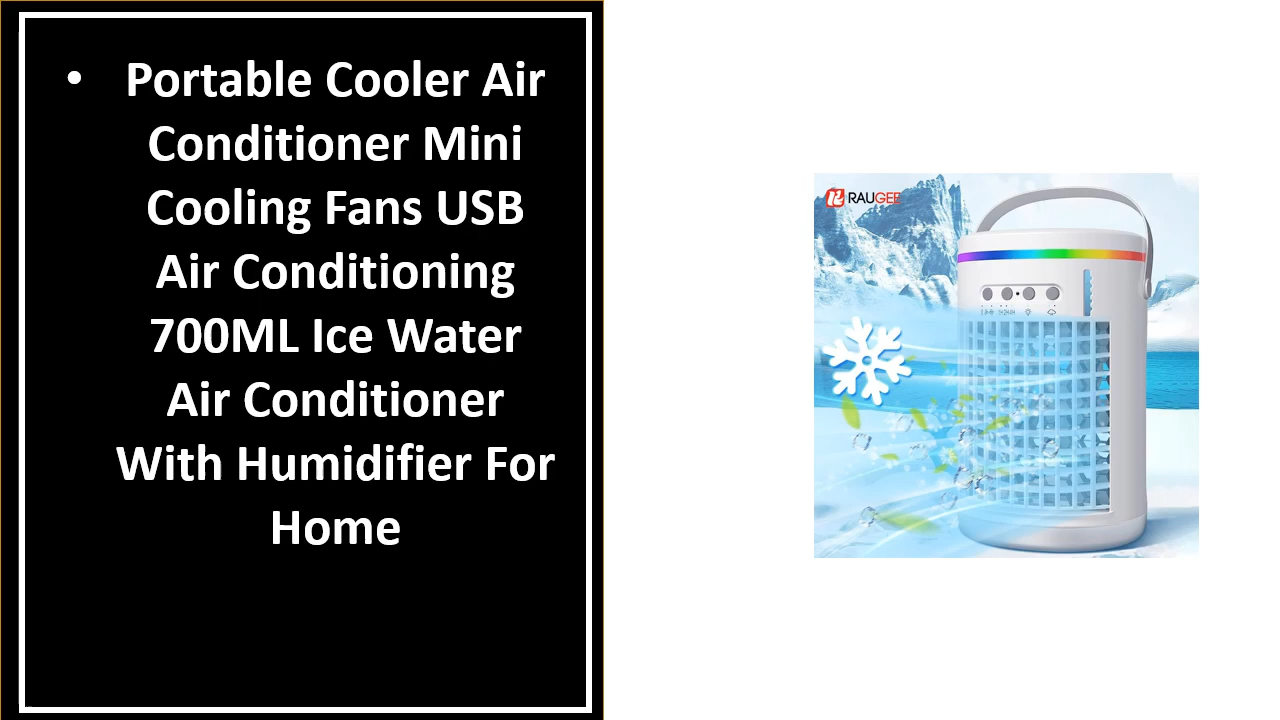 • Portable Cooler Air
Conditioner Mini
Cooling Fans USB
Air Conditioning
700ML Ice Water
Air Conditioner
With Humidifier For
Home
RAUGEE